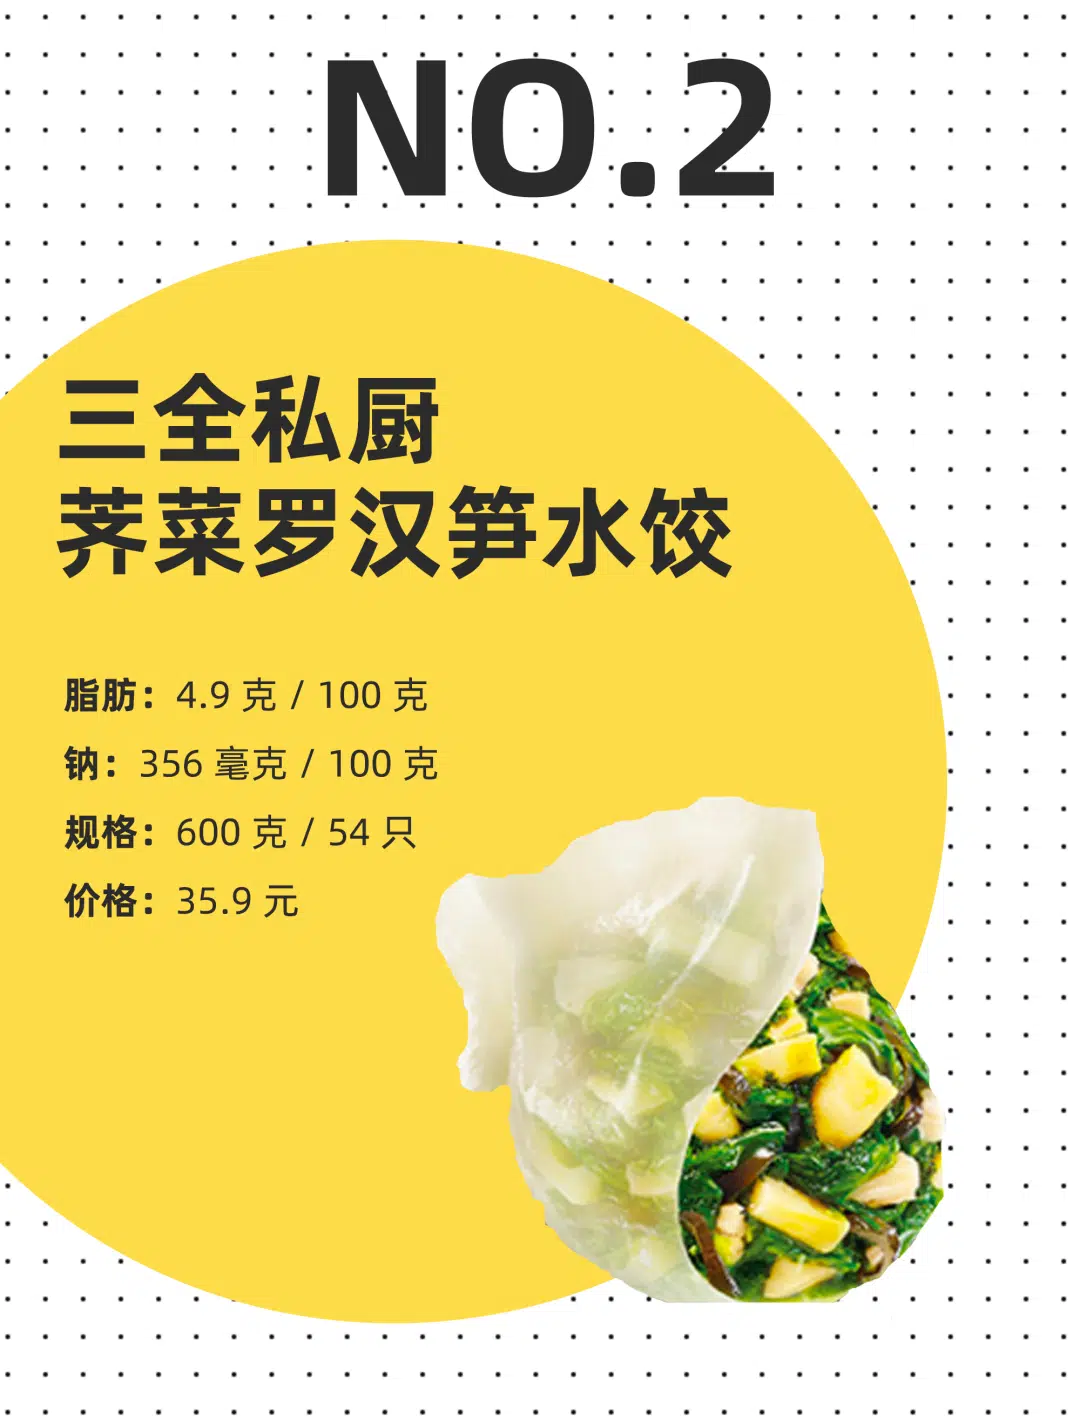 NO.2
三全私厨
荠菜罗汉笋水饺
脂肪：4.9 克 / 100 克
钠：356 毫克 / 100 克
规格：600 克 / 54 只
价格：35.9 元